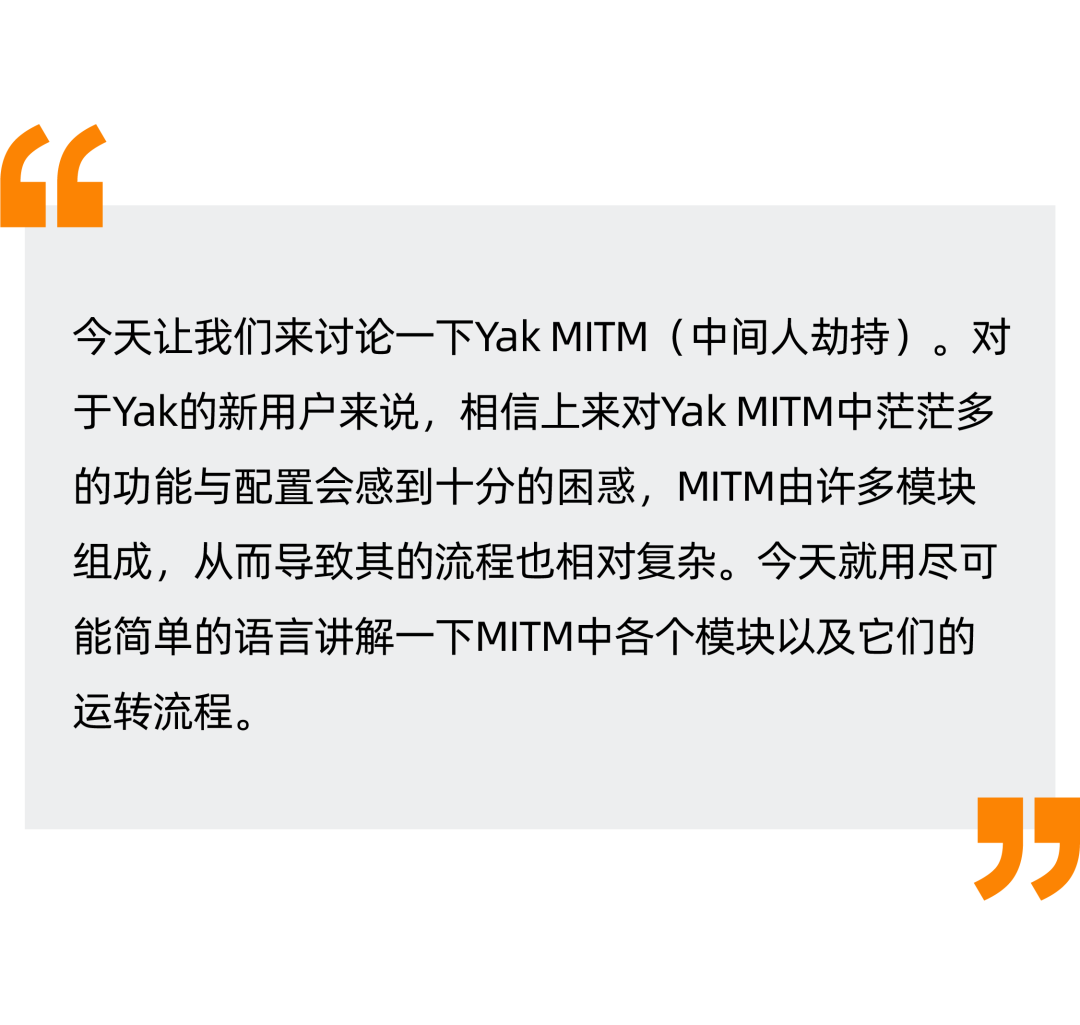 今天让我们来讨论一下Yak MITM（中间人劫持）。对
于Yak的新用户来说，相信上来对Yak MITM中茫茫多
的功能与配置会感到十分的困惑，MITM由许多模块
组成，从而导致其的流程也相对复杂。今天就用尽可
能简单的语言讲解一下MITM中各个模块以及它们的
运转流程。